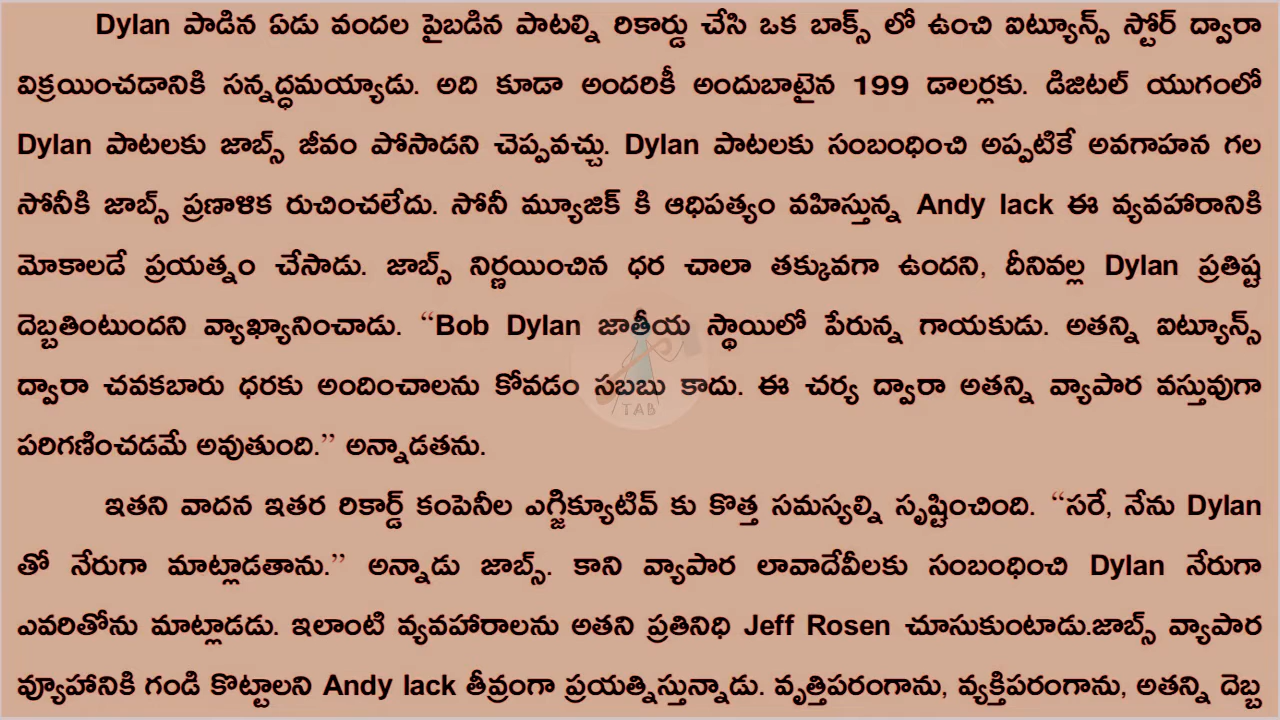 Dylan పాడిన ఏడు వందల పైబడిన పాటల్ని రికార్డు చేసి ఒక బాక్స్ లో ఉంచి ఐట్యూన్స్ స్టోర్ ద్వారా
విక్రయించడానికి సన్నద్ధమయ్యాడు. అది కూడా అందరికీ అందుబాటైన 199 డాలర్లకు. డిజిటల్ యుగంలో
Dylan పాటలకు జాబ్స్ జీవం పోసాడని చెప్పవచ్చు. Dylan పాటలకు సంబంధించి అప్పటికే అవగాహన గల
సోనీకి జాబ్స్ ప్రణాళిక రుచించలేదు. సోనీ మ్యూజిక్ కి ఆధిపత్యం వహిస్తున్న Andy lack ఈ వ్యవహారానికి
మోకాలడే ప్రయత్నం చేసాడు. జాబ్స్ నిర్ణయించిన ధర చాలా తక్కువగా ఉందని, దీనివల్ల Dylan ప్రతిష్ట
దెబ్బతింటుందని వ్యాఖ్యానించాడు. “Bob Dylan జాతీయ స్థాయిలో పేరున్న గాయకుడు. అతన్ని ఐట్యూన్స్
ద్వారా చవకబారు ధరకు అందించాలను కోవడం సబబు కాదు. ఈ చర్య ద్వారా అతన్ని వ్యాపార వస్తువుగా
పరిగణించడమే అవుతుంది.” అన్నాడతను.
ఇతని వాదన ఇతర రికార్డ్ కంపెనీల ఎగ్జిక్యూటివ్ కు కొత్త సమస్యల్ని సృష్టించింది. “సరే, నేను Dylan
తో నేరుగా మాట్లాడతాను.” అన్నాడు జాబ్స్. కాని వ్యాపార లావాదేవీలకు సంబంధించి Dylan నేరుగా
ఎవరితోను మాట్లాడడు. ఇలాంటి వ్యవహారాలను అతని ప్రతినిధి Jeff Rosen చూసుకుంటాడు.జాబ్స్ వ్యాపార
వ్యూహానికి గండి కొట్టాలని Andy lack తీవ్రంగా ప్రయత్నిస్తున్నాడు. వృత్తిపరంగాను, వ్యక్తిపరంగాను, అతన్ని దెబ్బ
TAB